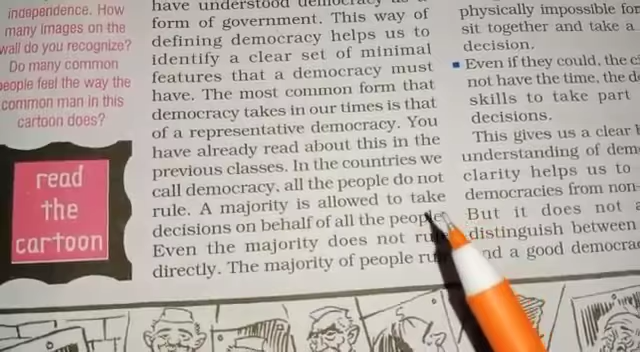 independence. How
many images on the
wall do you recognize?
Do many common
people feel the way the
common man in this
cartoon does?
read
the
cartoon
have understood democracy as a
form of government. This way of
defining democracy helps us to
identify a clear set of minimal
features that a democracy must
have. The most common form that
democracy takes in our times is that
of a representative democracy. You
have already read about this in the
previous classes. In the countries we
call democracy, all the people do not
rule. A majority is allowed to take
decisions on behalf of all the people.
Even the majority does not rule
directly. The majority of people
physically impossible for
sit together and take a
decision.
Even if they could, the
not have the time, the
skills to take part
decisions.
This gives us a clear
understanding of
clarity helps us to
democracies from
But it does not
distinguish between
and a good